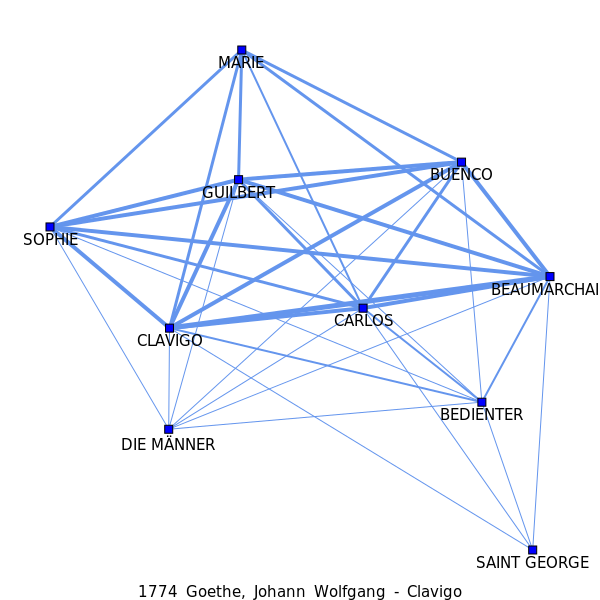 MARIE
BUENCO
GUILBERT
SOPHIE
BEAUMARCHAI
CARLOS
CLAVIGO
BEDIENTER
DIE MÄNNER
SAINT GEORGE
1774 Goethe, Johann Wolfgang - Clavigo